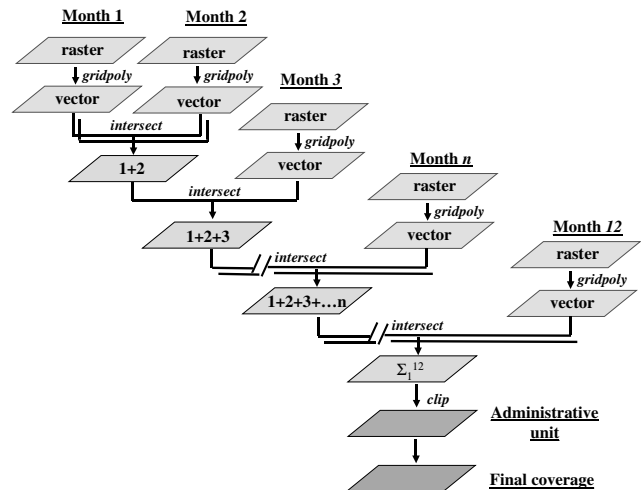 Month 1
Month 2
raster
raster
Month 3
gridpoly
gridpoly
vector
vector
raster
intersect
gridpoly
Month n
1+2
vector
raster
intersect
gridpoly
1+2+3
vector
Month 12
raster
intersect
gridpoly
1+2+3+…n
vector
intersect
Σ₁¹²
clip
Administrative
unit
Final coverage